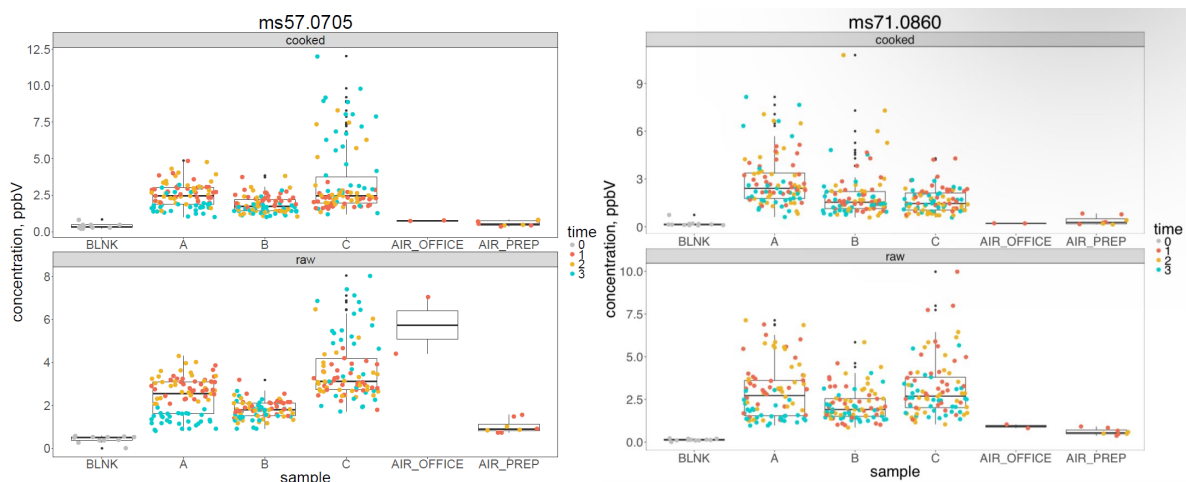 ms57.0705
cooked
12.5
10.0
7.5
5.0
2.5
0.0
BLNK A B C AIR_OFFICE AIR_PREP
raw
8
6
4
2
0
BLNK A B C AIR_OFFICE AIR_PREP
sample
concentration, ppbV
time
0
1
2
3
ms71.0860
cooked
9
6
3
0
BLNK A B C AIR_OFFICE AIR_PREP
raw
10.0
7.5
5.0
2.5
0.0
BLNK A B C AIR_OFFICE AIR_PREP
sample
concentration, ppbV
time
0
1
2
3